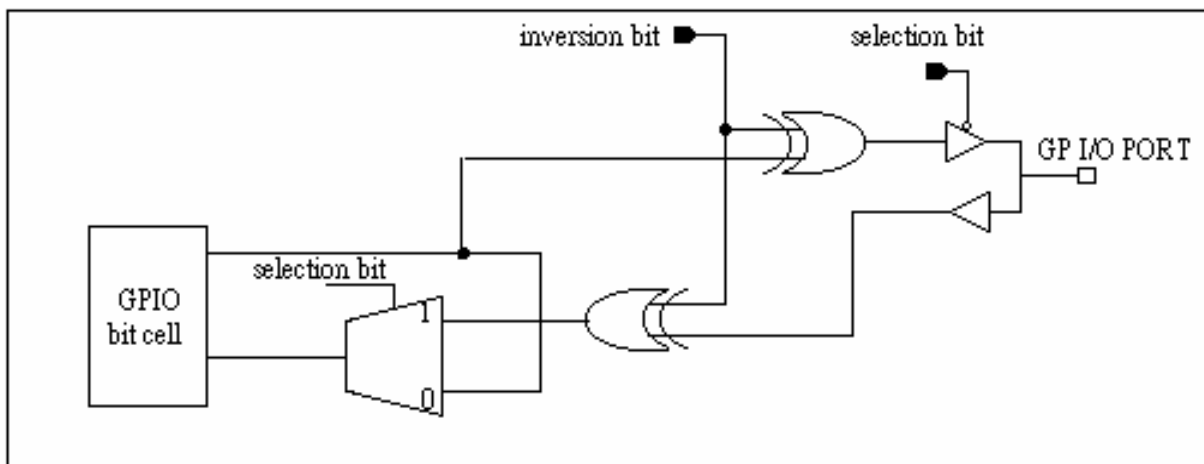 inversion bit
selection bit
GP I/O PORT
selection bit
1
GPIO
bit cell
0